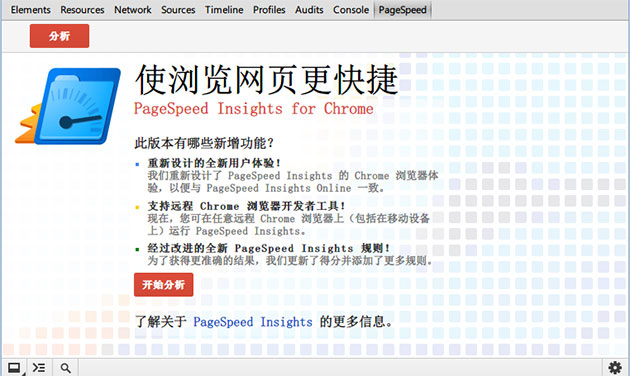 Elements Resources Network Sources Timeline Profiles Audits Console PageSpeed
分析
使浏览网页更快捷
PageSpeed Insights for Chrome
此版本有哪些新增功能？
重新设计的全新用户体验！
我们重新设计了 PageSpeed Insights 的 Chrome 浏览器体
验，以便与 PageSpeed Insights Online 一致。
支持远程 Chrome 浏览器开发者工具！
现在，您可在任意远程 Chrome 浏览器上（包括在移动设备
上）运行 PageSpeed Insights。
经过改进的全新 PageSpeed Insights 规则！
为了获得更准确的结果，我们更新了得分并添加了更多规则。
开始分析
了解关于 PageSpeed Insights 的更多信息。